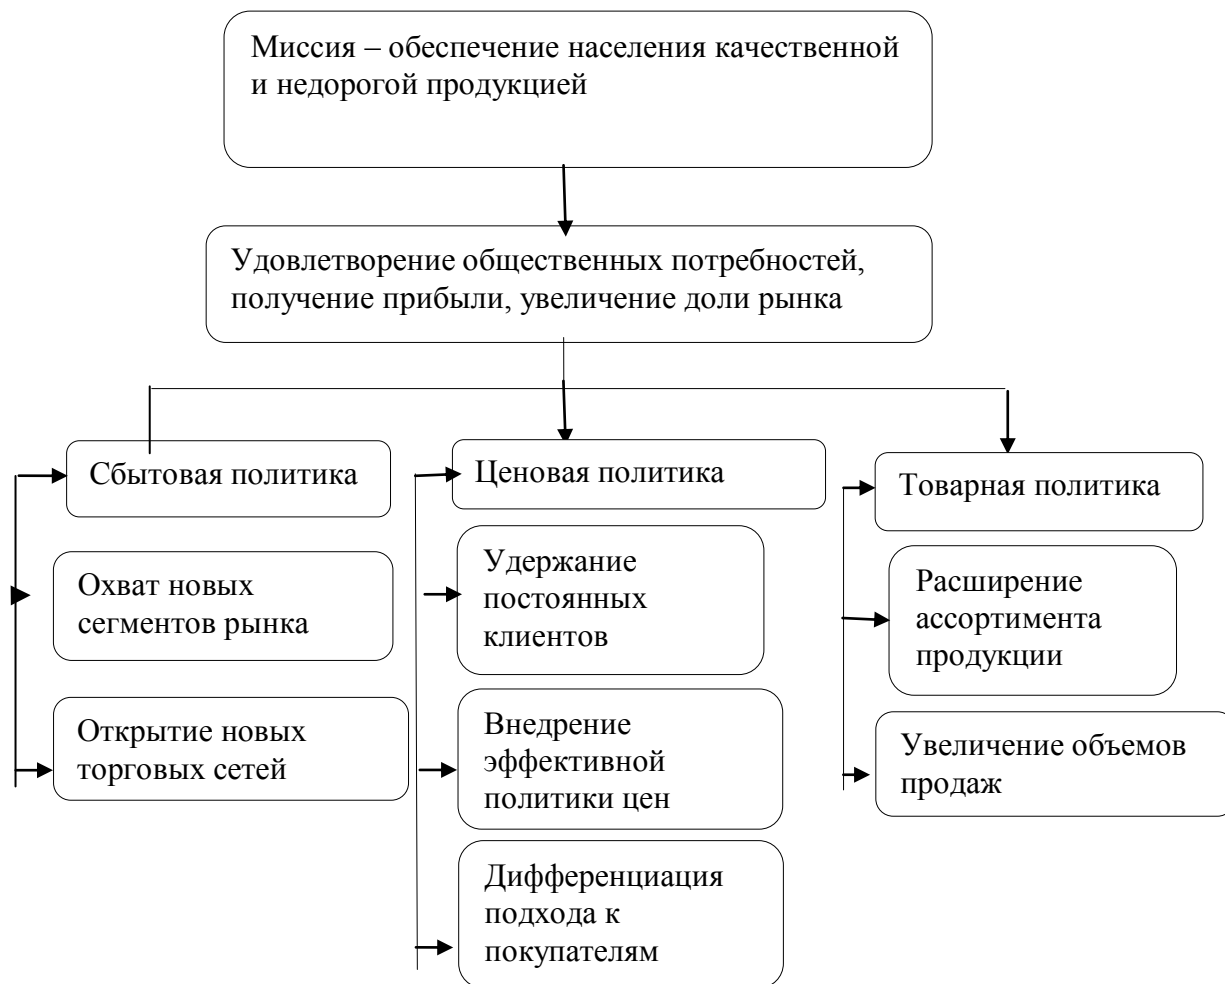 Миссия – обеспечение населения качественной
и недорогой продукцией
Удовлетворение общественных потребностей,
получение прибыли, увеличение доли рынка
Сбытовая политика
Охват новых
сегментов рынка
Открытие новых
торговых сетей
Ценовая политика
Удержание
постоянных
клиентов
Внедрение
эффективной
политики цен
Дифференциация
подхода к
покупателям
Товарная политика
Расширение
ассортимента
продукции
Увеличение объемов
продаж